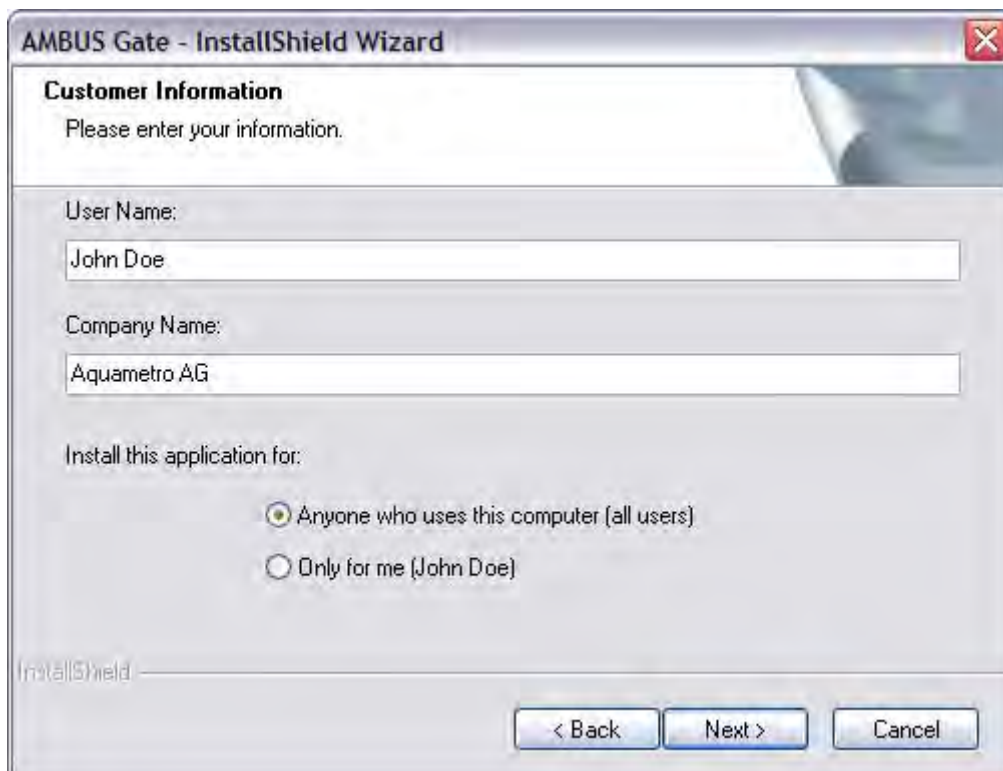 AMBUS Gate - InstallShield Wizard
Customer Information
Please enter your information.
User Name:
John Doe
Company Name:
Aquametro AG
Install this application for:
Anyone who uses this computer (all users)
Only for me (John Doe)
InstallShield
< Back Next > Cancel